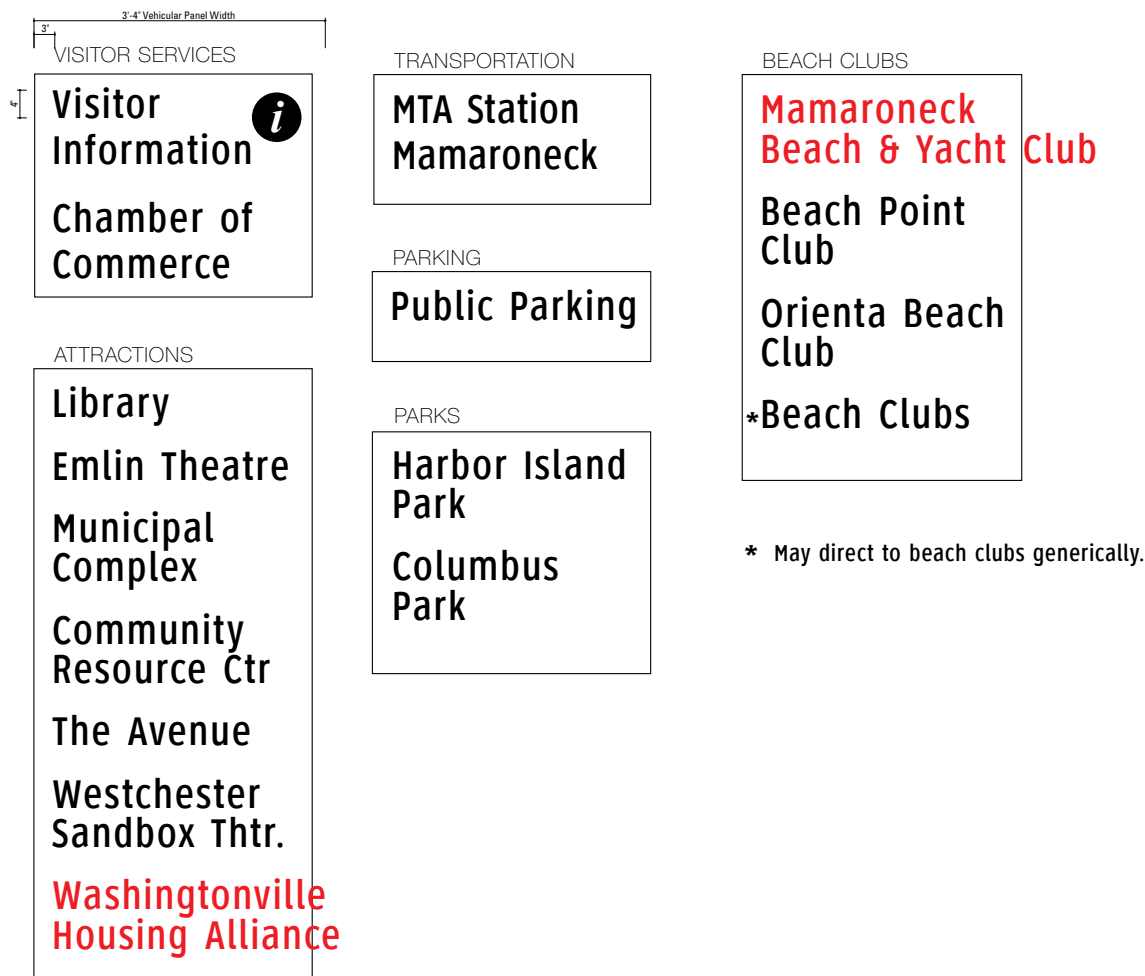 3'-4" Vehicular Panel Width
3"
4"
VISITOR SERVICES
Visitor
Information
i
Chamber of
Commerce
ATTRACTIONS
Library
Emlin Theatre
Municipal
Complex
Community
Resource Ctr
The Avenue
Westchester
Sandbox Thtr.
Washingtonville
Housing Alliance
TRANSPORTATION
MTA Station
Mamaroneck
PARKING
Public Parking
PARKS
Harbor Island
Park
Columbus
Park
BEACH CLUBS
Mamaroneck
Beach & Yacht Club
Beach Point
Club
Orienta Beach
Club
*Beach Clubs
* May direct to beach clubs generically.